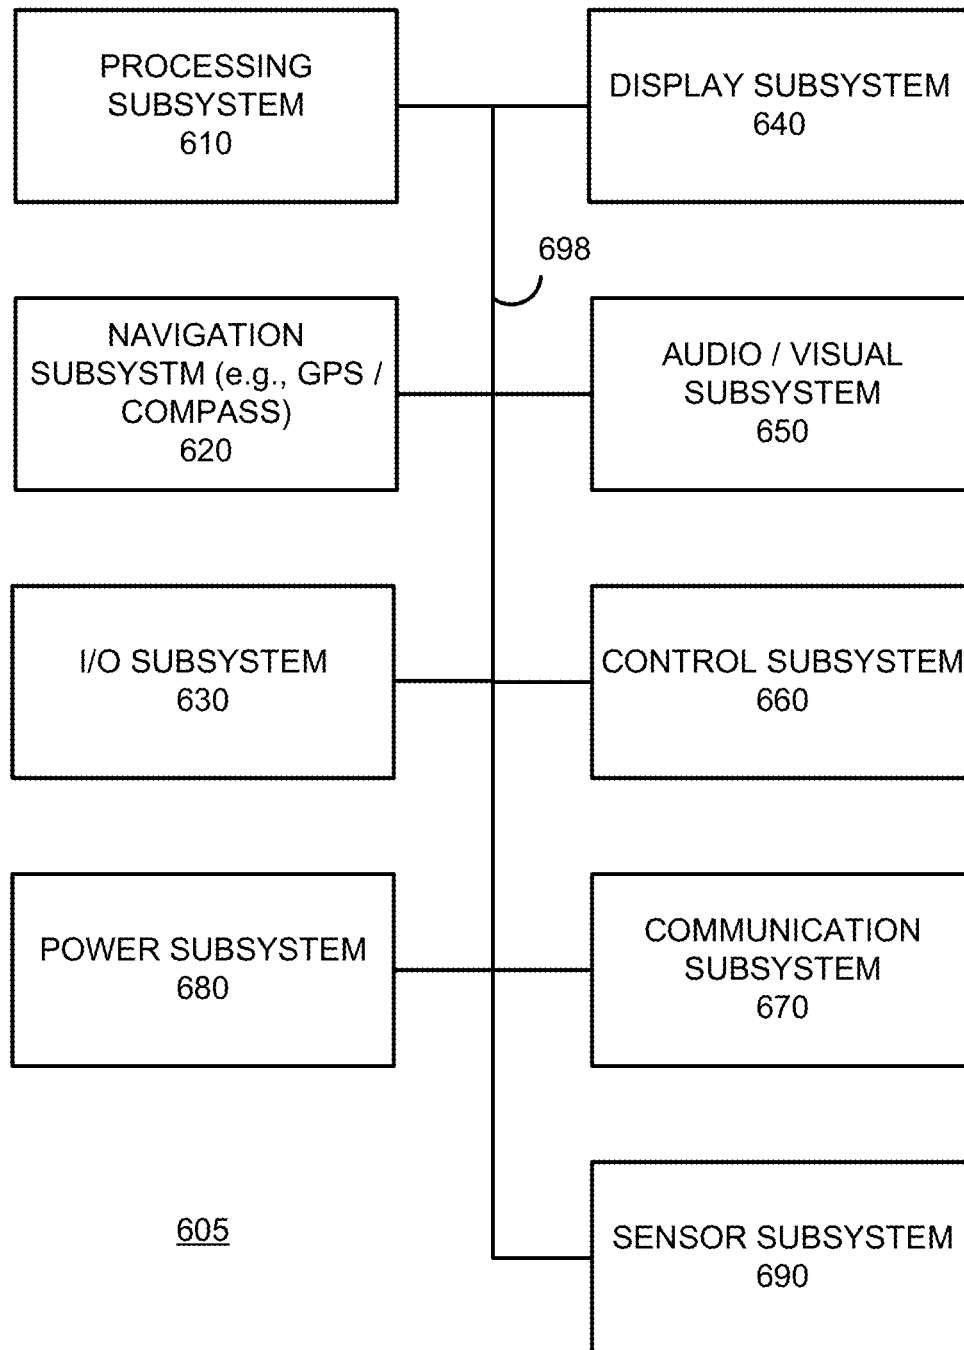 PROCESSING
SUBSYSTEM
610
DISPLAY SUBSYSTEM
640
698
NAVIGATION
SUBSYSTM (e.g., GPS /
COMPASS)
620
AUDIO / VISUAL
SUBSYSTEM
650
I/O SUBSYSTEM
630
CONTROL SUBSYSTEM
660
POWER SUBSYSTEM
680
COMMUNICATION
SUBSYSTEM
670
605
SENSOR SUBSYSTEM
690